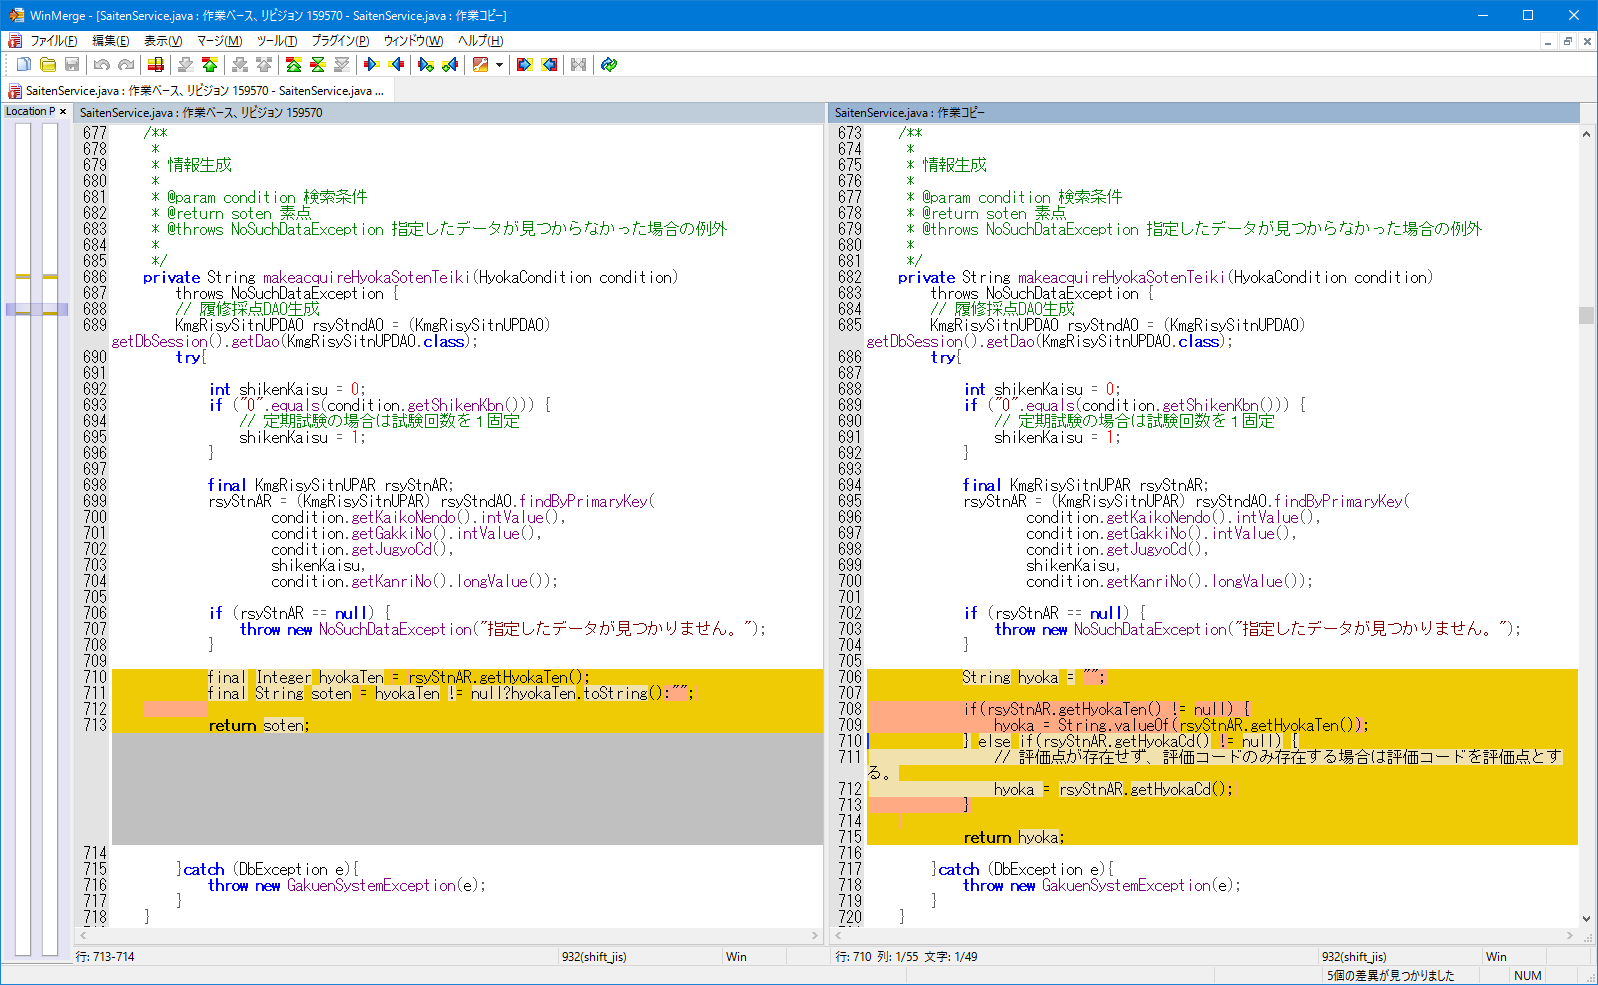 WinMerge - [SaitenService.java : 作業ベース、リビジョン 159570 - SaitenService.java : 作業コピー]
ファイル(F) 編集(E) 表示(V) マージ(M) ツール(T) プラグイン(P) ウィンドウ(W) ヘルプ(H)
SaitenService.java : 作業ベース、リビジョン 159570 - SaitenService.java ...
Location P
SaitenService.java : 作業ベース、リビジョン 159570
677 /**
678 *
679 * 情報生成
680 *
681 * @param condition 検索条件
682 * @return soten 素点
683 * @throws NoSuchDataException 指定したデータが見つからなかった場合の例外
684 *
685 */
686 private String makeacquireHyokaSotenTeiki(HyokaCondition condition)
687 throws NoSuchDataException {
688 // 履修採点DAO生成
689 KmgRisySitnUPDAO rsyStndAO = (KmgRisySitnUPDAO)
getDbSession().getDao(KmgRisySitnUPDAO.class);
690 try{
691
692 int shikenKaisu = 0;
693 if ("0".equals(condition.getShikenKbn())) {
694 // 定期試験の場合は試験回数を１固定
695 shikenKaisu = 1;
696 }
697
698 final KmgRisySitnUPAR rsyStnAR;
699 rsyStnAR = (KmgRisySitnUPAR) rsyStndAO.findByPrimaryKey(
700 condition.getKaikoNendo().intValue(),
701 condition.getGakkiNo().intValue(),
702 condition.getJugyoCd(),
703 shikenKaisu,
704 condition.getKanriNo().longValue());
705
706 if (rsyStnAR == null) {
707 throw new NoSuchDataException("指定したデータが見つかりません。");
708 }
709
710 final Integer hyokaTen = rsyStnAR.getHyokaTen();
711 final String soten = hyokaTen != null?hyokaTen.toString():"";
712
713 return soten;
714
715 }catch (DbException e){
716 throw new GakuenSystemException(e);
717 }
718 }
行: 713-714 932(shift_jis) Win
SaitenService.java : 作業コピー
673 /**
674 *
675 * 情報生成
676 *
677 * @param condition 検索条件
678 * @return soten 素点
679 * @throws NoSuchDataException 指定したデータが見つからなかった場合の例外
680 *
681 */
682 private String makeacquireHyokaSotenTeiki(HyokaCondition condition)
683 throws NoSuchDataException {
684 // 履修採点DAO生成
685 KmgRisySitnUPDAO rsyStndAO = (KmgRisySitnUPDAO)
getDbSession().getDao(KmgRisySitnUPDAO.class);
686 try{
687
688 int shikenKaisu = 0;
689 if ("0".equals(condition.getShikenKbn())) {
690 // 定期試験の場合は試験回数を１固定
691 shikenKaisu = 1;
692 }
693
694 final KmgRisySitnUPAR rsyStnAR;
695 rsyStnAR = (KmgRisySitnUPAR) rsyStndAO.findByPrimaryKey(
696 condition.getKaikoNendo().intValue(),
697 condition.getGakkiNo().intValue(),
698 condition.getJugyoCd(),
699 shikenKaisu,
700 condition.getKanriNo().longValue());
701
702 if (rsyStnAR == null) {
703 throw new NoSuchDataException("指定したデータが見つかりません。");
704 }
705
706 String hyoka = "";
707
708 if(rsyStnAR.getHyokaTen() != null) {
709 hyoka = String.valueOf(rsyStnAR.getHyokaTen());
710 } else if(rsyStnAR.getHyokaCd() != null) {
711 // 評価点が存在せず、評価コードのみ存在する場合は評価コードを評価点とす
る。
712 hyoka = rsyStnAR.getHyokaCd();
713 }
714
715 return hyoka;
716
717 }catch (DbException e){
718 throw new GakuenSystemException(e);
719 }
720 }
行: 710 列: 1/55 文字: 1/49 932(shift_jis) Win
5個の差異が見つかりました NUM